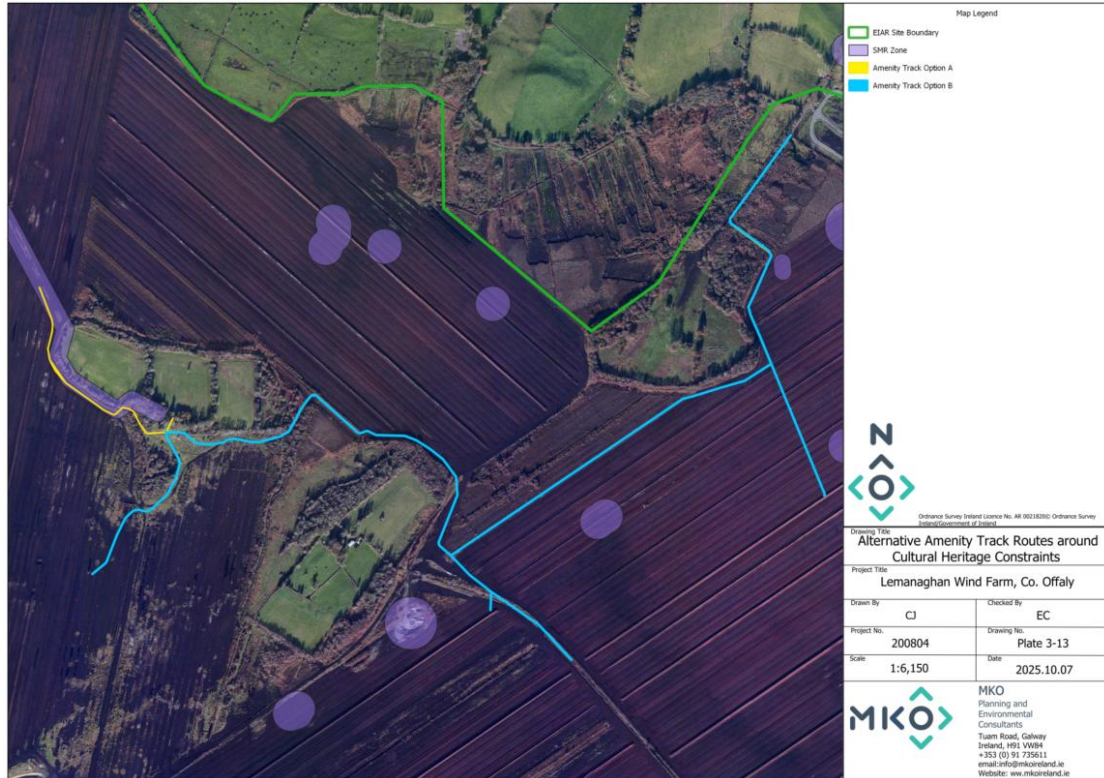 Map Legend
EIAR Site Boundary
SMR Zone
Amenity Track Option A
Amenity Track Option B
N
Ordnance Survey Ireland Licence No. AR 0021820© Ordnance Survey
Ireland/Government of Ireland
Drawing Title
Alternative Amenity Track Routes around
Cultural Heritage Constraints
Project Title
Lemanaghan Wind Farm, Co. Offaly
Drawn By
CJ
Checked By
EC
Project No.
200804
Drawing No.
Plate 3-13
Scale
1:6,150
Date
2025.10.07
MKO
MKO
Planning and
Environmental
Consultants
Tuam Road, Galway
Ireland, H91 VW84
+353 (0) 91 735611
email:info@mkoireland.ie
Website: ww.mkoireland.ie